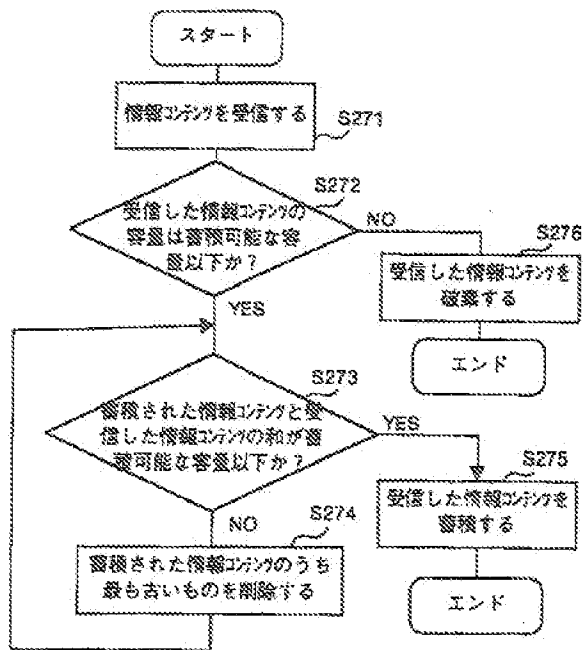 スタート
情報コンテンツを受信する
S271
S272
受信した情報コンテンツの
容量は蓄積可能な容
量以下か？
NO
S276
受信した情報コンテンツを
破棄する
YES
エンド
S273
蓄積された情報コンテンツと受
信した情報コンテンツの和が蓄
積可能な容量以下か？
YES
S275
受信した情報コンテンツを
蓄積する
NO
S274
蓄積された情報コンテンツのうち
最も古いものを削除する
エンド